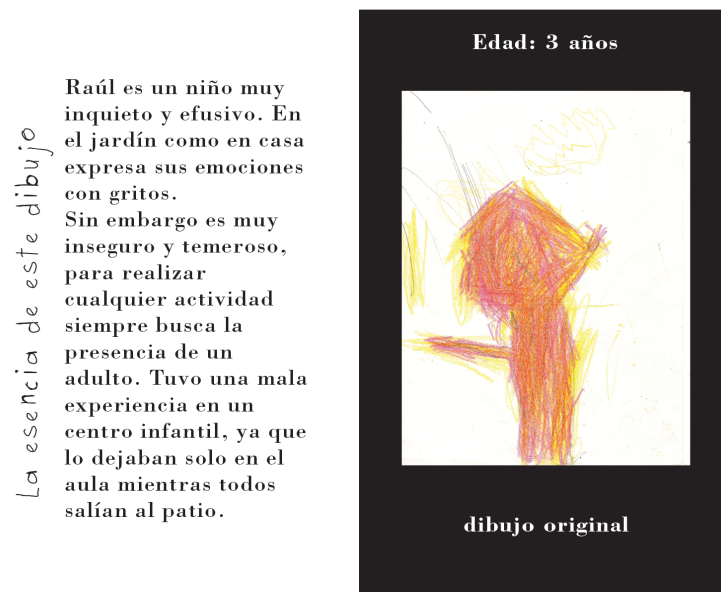 La esencia de este dibujo
Raúl es un niño muy
inquieto y efusivo. En
el jardín como en casa
expresa sus emociones
con gritos.
Sin embargo es muy
inseguro y temeroso,
para realizar
cualquier actividad
siempre busca la
presencia de un
adulto. Tuvo una mala
experiencia en un
centro infantil, ya que
lo dejaban solo en el
aula mientras todos
salían al patio.
Edad: 3 años
dibujo original